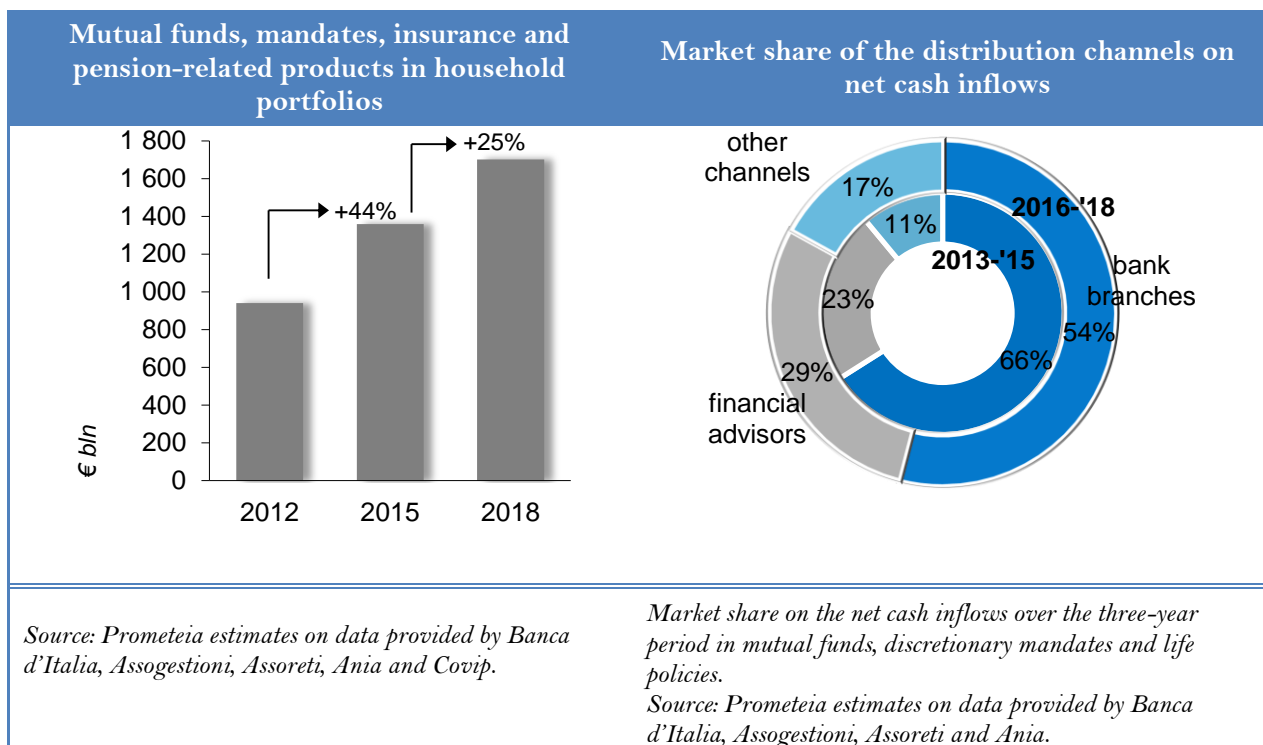 Mutual funds, mandates, insurance and
pension-related products in household
portfolios
1 800
1 600
1 400
1 200
1 000
800
600
400
200
0
€ bln
+44%
+25%
2012
2015
2018
Source: Prometeia estimates on data provided by Banca
d’Italia, Assogestioni, Assoreti, Ania and Covip.
Market share of the distribution channels on
net cash inflows
other
channels
17%
11%
2016-'18
2013-'15
bank
branches
23%
54%
66%
29%
financial
advisors
Market share on the net cash inflows over the three-year
period in mutual funds, discretionary mandates and life
policies.
Source: Prometeia estimates on data provided by Banca
d’Italia, Assogestioni, Assoreti and Ania.